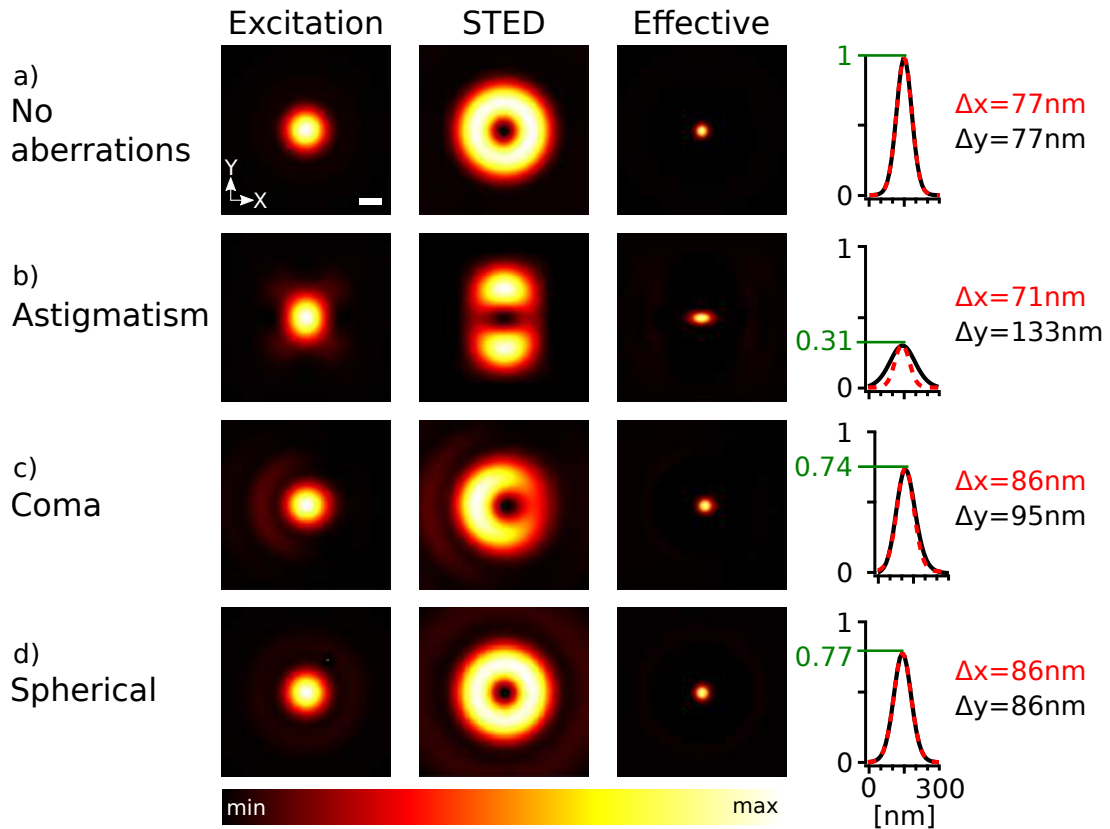 Excitation STED Effective
a)
No
aberrations
Y
X
1
0
Δx=77nm
Δy=77nm
b)
Astigmatism
1
0.31
0
Δx=71nm
Δy=133nm
c)
Coma
1
0.74
0
Δx=86nm
Δy=95nm
d)
Spherical
1
0.77
0
Δx=86nm
Δy=86nm
0 300
[nm]
min max